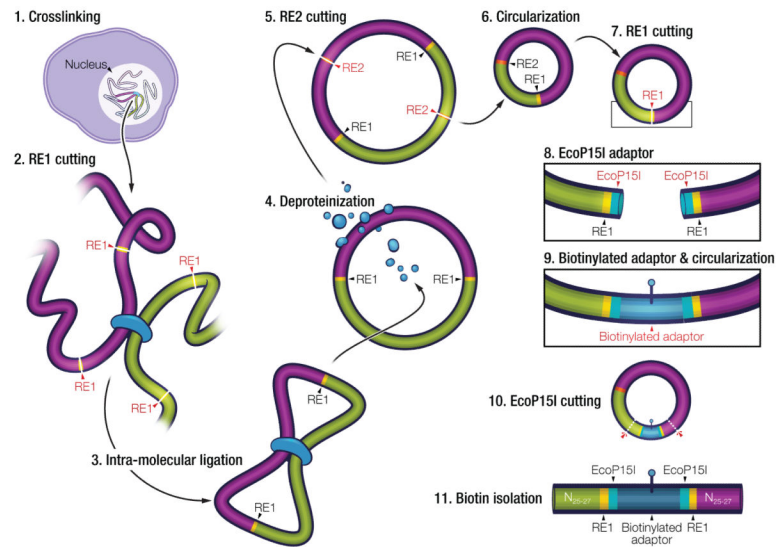 1. Crosslinking
Nucleus
2. RE1 cutting
RE1
RE1
RE1
RE1
3. Intra-molecular ligation
RE1
RE1
4. Deproteinization
RE1
RE1
5. RE2 cutting
RE1
RE2
RE2
RE1
6. Circularization
RE2
RE1
7. RE1 cutting
RE1
8. EcoP15I adaptor
EcoP15I EcoP15I
RE1 RE1
9. Biotinylated adaptor & circularization
Biotinylated adaptor
10. EcoP15I cutting
11. Biotin isolation
EcoP15I EcoP15I
N25-27 N25-27
RE1 Biotinylated adaptor RE1